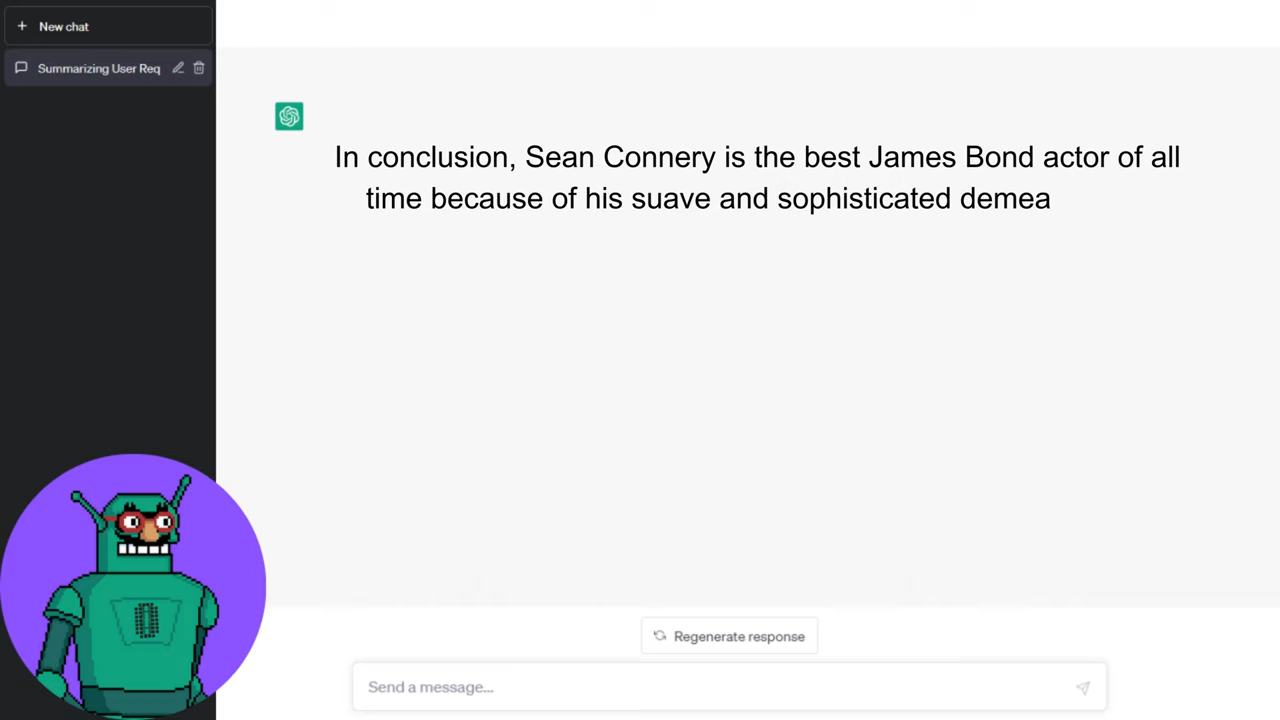 New chat
Summarizing User Req
In conclusion, Sean Connery is the best James Bond actor of all
time because of his suave and sophisticated demea
Regenerate response
Send a message...